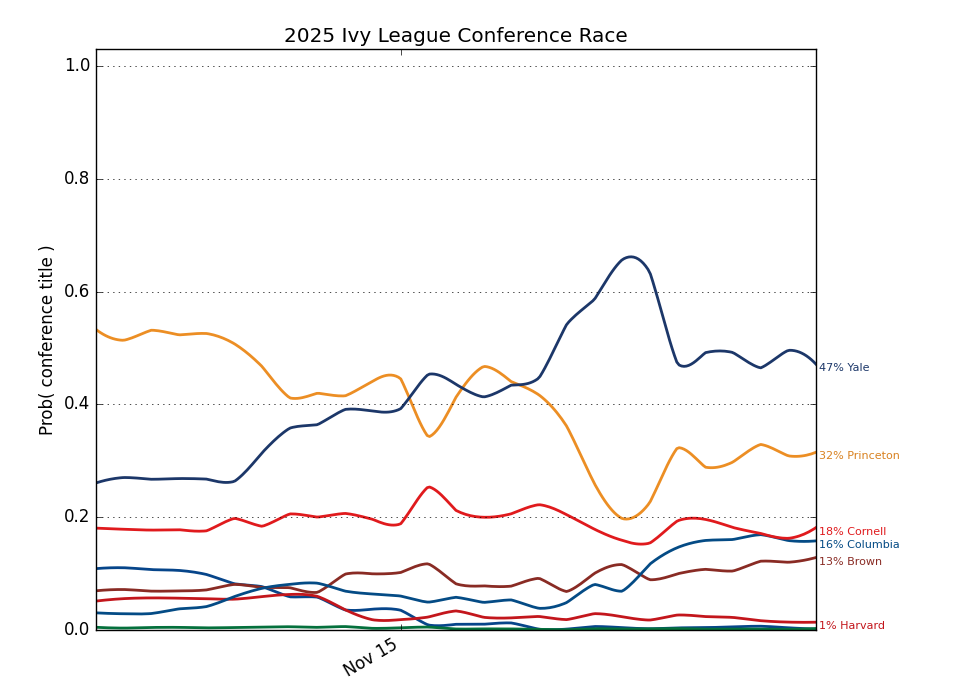 2025 Ivy League Conference Race
Prob( conference title )
1.0
0.8
0.6
0.4
0.2
0.0
Nov 15
47% Yale
32% Princeton
18% Cornell
16% Columbia
13% Brown
1% Harvard